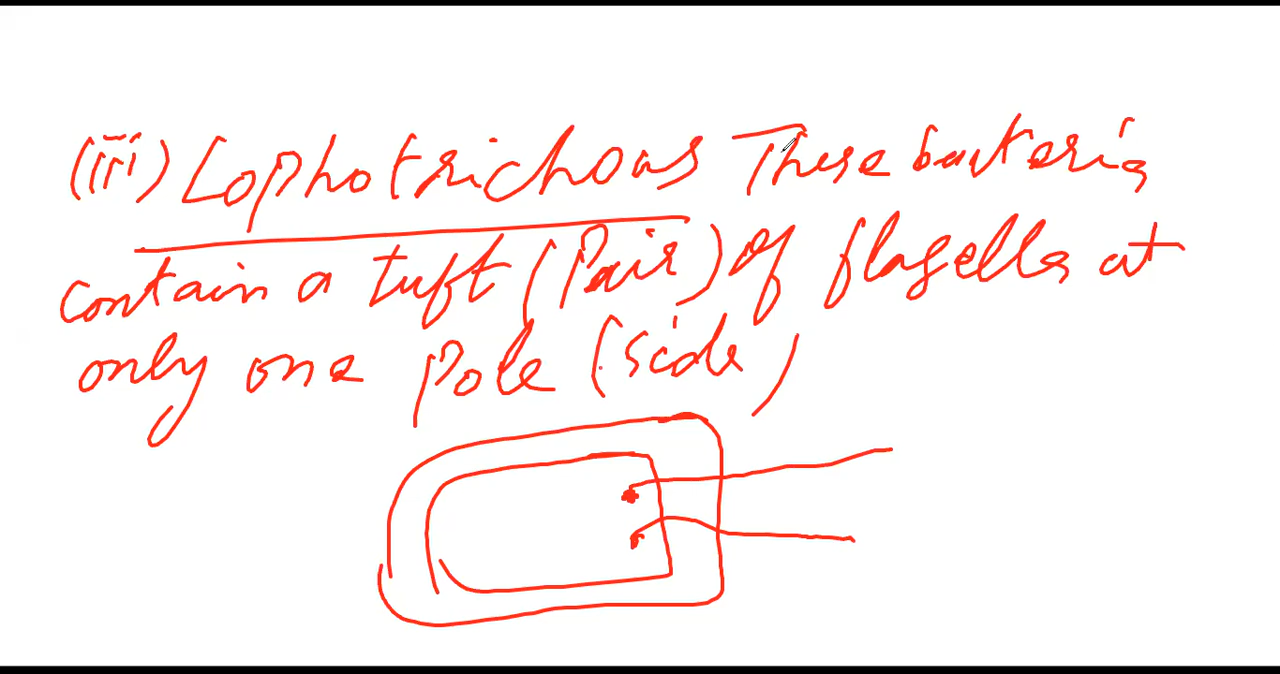 (iii) Lophotrichous These bacteria
contain a tuft (Pair) of flagella at
only one Pole (side)